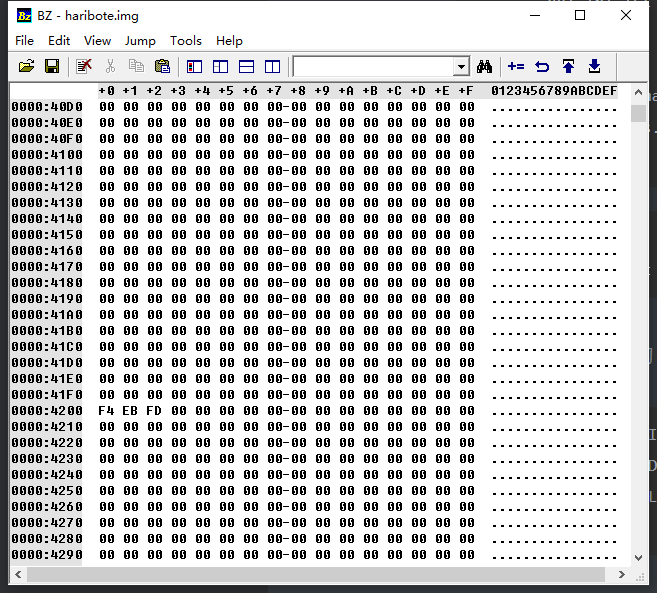 BZ - haribote.img
File Edit View Jump Tools Help
+0 +1 +2 +3 +4 +5 +6 +7-+8 +9 +A +B +C +D +E +F 0123456789ABCDEF
0000:40D0 00 00 00 00 00 00 00 00-00 00 00 00 00 00 00 00 ................
0000:40E0 00 00 00 00 00 00 00 00-00 00 00 00 00 00 00 00 ................
0000:40F0 00 00 00 00 00 00 00 00-00 00 00 00 00 00 00 00 ................
0000:4100 00 00 00 00 00 00 00 00-00 00 00 00 00 00 00 00 ................
0000:4110 00 00 00 00 00 00 00 00-00 00 00 00 00 00 00 00 ................
0000:4120 00 00 00 00 00 00 00 00-00 00 00 00 00 00 00 00 ................
0000:4130 00 00 00 00 00 00 00 00-00 00 00 00 00 00 00 00 ................
0000:4140 00 00 00 00 00 00 00 00-00 00 00 00 00 00 00 00 ................
0000:4150 00 00 00 00 00 00 00 00-00 00 00 00 00 00 00 00 ................
0000:4160 00 00 00 00 00 00 00 00-00 00 00 00 00 00 00 00 ................
0000:4170 00 00 00 00 00 00 00 00-00 00 00 00 00 00 00 00 ................
0000:4180 00 00 00 00 00 00 00 00-00 00 00 00 00 00 00 00 ................
0000:4190 00 00 00 00 00 00 00 00-00 00 00 00 00 00 00 00 ................
0000:41A0 00 00 00 00 00 00 00 00-00 00 00 00 00 00 00 00 ................
0000:41B0 00 00 00 00 00 00 00 00-00 00 00 00 00 00 00 00 ................
0000:41C0 00 00 00 00 00 00 00 00-00 00 00 00 00 00 00 00 ................
0000:41D0 00 00 00 00 00 00 00 00-00 00 00 00 00 00 00 00 ................
0000:41E0 00 00 00 00 00 00 00 00-00 00 00 00 00 00 00 00 ................
0000:41F0 00 00 00 00 00 00 00 00-00 00 00 00 00 00 00 00 ................
0000:4200 F4 EB FD 00 00 00 00 00-00 00 00 00 00 00 00 00 ................
0000:4210 00 00 00 00 00 00 00 00-00 00 00 00 00 00 00 00 ................
0000:4220 00 00 00 00 00 00 00 00-00 00 00 00 00 00 00 00 ................
0000:4230 00 00 00 00 00 00 00 00-00 00 00 00 00 00 00 00 ................
0000:4240 00 00 00 00 00 00 00 00-00 00 00 00 00 00 00 00 ................
0000:4250 00 00 00 00 00 00 00 00-00 00 00 00 00 00 00 00 ................
0000:4260 00 00 00 00 00 00 00 00-00 00 00 00 00 00 00 00 ................
0000:4270 00 00 00 00 00 00 00 00-00 00 00 00 00 00 00 00 ................
0000:4280 00 00 00 00 00 00 00 00-00 00 00 00 00 00 00 00 ................
0000:4290 00 00 00 00 00 00 00 00-00 00 00 00 00 00 00 00 ................